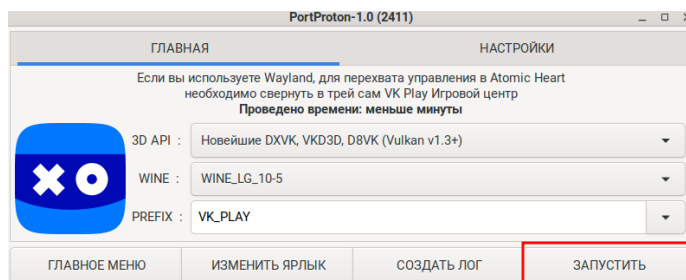 PortProton-1.0 (2411)
ГЛАВНАЯ
НАСТРОЙКИ
Если вы используете Wayland, для перехвата управления в Atomic Heart
необходимо свернуть в трей сам VK Play Игровой центр
Проведено времени: меньше минуты
3D API :
Новейшие DXVK, VKD3D, D8VK (Vulkan v1.3+)
WINE :
WINE_LG_10-5
PREFIX :
VK_PLAY
ГЛАВНОЕ МЕНЮ
ИЗМЕНИТЬ ЯРЛЫК
СОЗДАТЬ ЛОГ
ЗАПУСТИТЬ